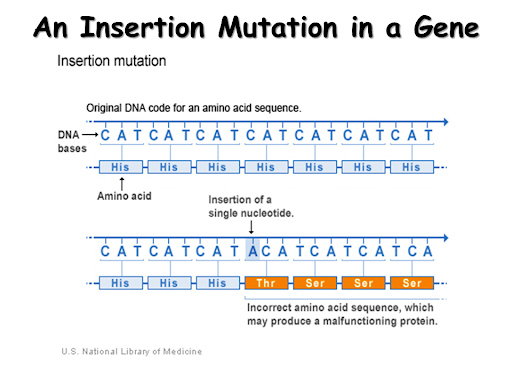 An Insertion Mutation in a Gene
Insertion mutation
Original DNA code for an amino acid sequence.
DNA bases
C A T C A T C A T C A T C A T C A T C A T
His His His His His His His
Amino acid
Insertion of a
single nucleotide.
C A T C A T C A T A C A T C A T C A T C A
His His His Thr Ser Ser Ser
Incorrect amino acid sequence, which
may produce a malfunctioning protein.
U.S. National Library of Medicine